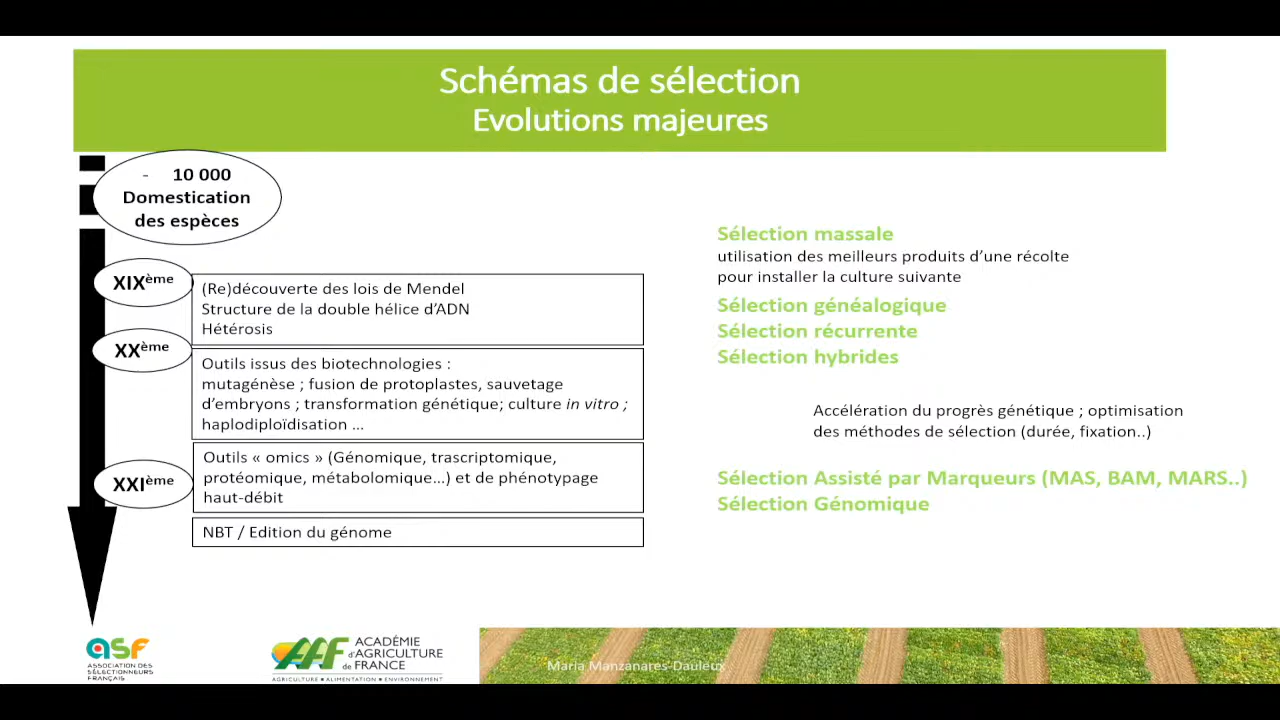 Schémas de sélection
Evolutions majeures
- 10 000
Domestication
des espèces
XIXème
(Re)découverte des lois de Mendel
Structure de la double hélice d’ADN
Hétérosis
XXème
Outils issus des biotechnologies :
mutagénèse ; fusion de protoplastes, sauvetage
d’embryons ; transformation génétique; culture in vitro ;
haplodiploïdisation ...
XXIème
Outils « omics » (Génomique, trascriptomique,
protéomique, métabolomique...) et de phénotypage
haut-débit
NBT / Edition du génome
Sélection massale
utilisation des meilleurs produits d’une récolte
pour installer la culture suivante
Sélection généalogique
Sélection récurrente
Sélection hybrides
Accélération du progrès génétique ; optimisation
des méthodes de sélection (durée, fixation..)
Sélection Assisté par Marqueurs (MAS, BAM, MARS..)
Sélection Génomique
asf
ASSOCIATION DES
SÉLECTIONNEURS
FRANÇAIS
AAF
ACADÉMIE
d’AGRICULTURE
de FRANCE
AGRICULTURE • ALIMENTATION • ENVIRONNEMENT
Maria Manzanares-Dauleux